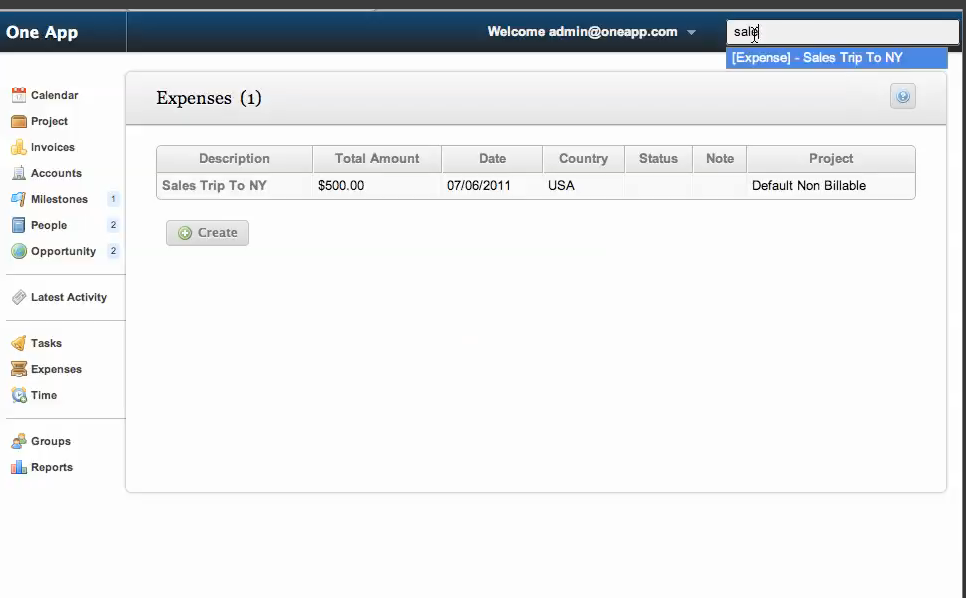 One App
Welcome admin@oneapp.com
sale
[Expense] - Sales Trip To NY
Calendar
Project
Invoices
Accounts
Milestones 1
People 2
Opportunity 2
Latest Activity
Tasks
Expenses
Time
Groups
Reports
Expenses (1)
Description Total Amount Date Country Status Note Project
Sales Trip To NY $500.00 07/06/2011 USA Default Non Billable
Create